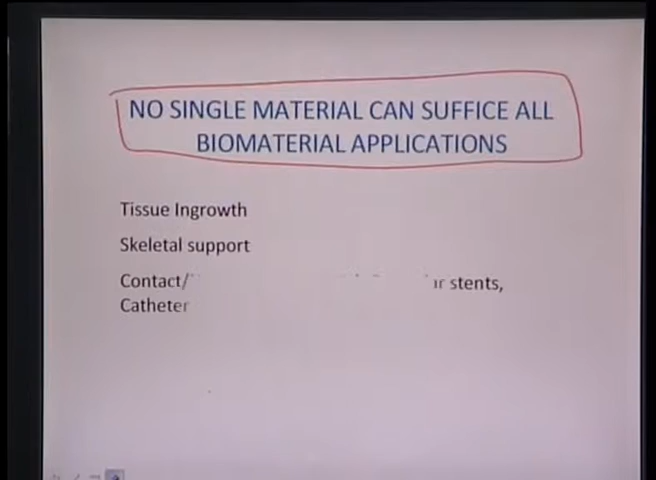 NO SINGLE MATERIAL CAN SUFFICE ALL
BIOMATERIAL APPLICATIONS
Tissue Ingrowth
Skeletal support
Contact/ stents,
Catheter